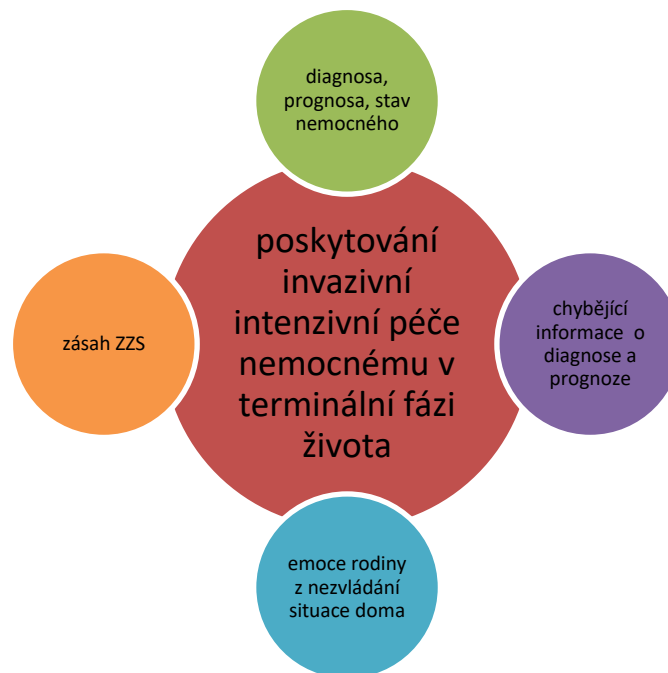 diagnosa,
prognosa, stav
nemocného
poskytování
invazivní
intenzivní péče
nemocnému v
terminální fázi
života
zásah ZZS
chybějící
informace o
diagnose a
prognoze
emoce rodiny
z nezvládání
situace doma